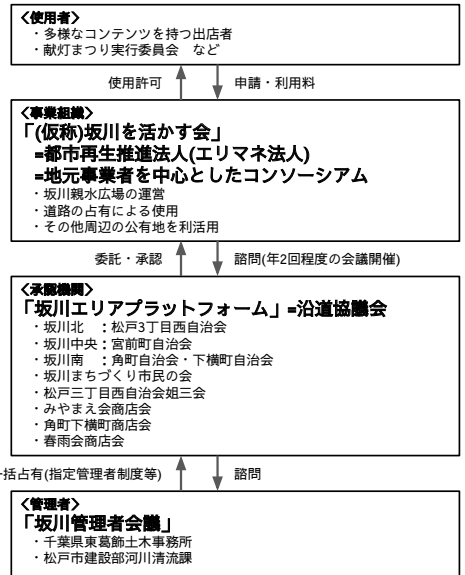 〈使用者〉
・多様なコンテンツを持つ出店者
・献灯まつり実行委員会　など
使用許可
申請・利用料
〈事業組織〉
「(仮称)坂川を活かす会」
=都市再生推進法人(エリマネ法人)
=地元事業者を中心としたコンソーシアム
・坂川親水広場の運営
・道路の占有による使用
・その他周辺の公有地を利活用
委託・承認
諮問(年2回程度の会議開催)
〈承認機関〉
「坂川エリアプラットフォーム」=沿道協議会
・坂川北　：松戸3丁目西自治会
・坂川中央：宮前町自治会
・坂川南　：角町自治会・下横町自治会
・坂川まちづくり市民の会
・松戸三丁目西自治会姐三会
・みやまえ会商店会
・角町下横町商店会
・春雨会商店会
括占有(指定管理者制度等)
諮問
〈管理者〉
「坂川管理者会議」
・千葉県東葛飾土木事務所
・松戸市建設部河川清流課